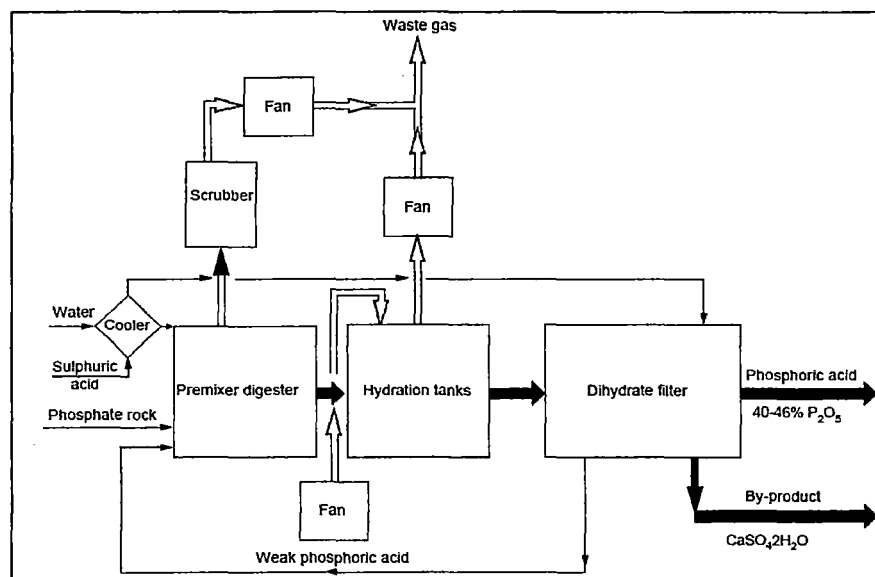 Waste gas
Fan
Scrubber
Fan
Water
Cooler
Sulphuric
acid
Premixer digester
Hydration tanks
Dihydrate filter
Phosphoric acid
40-46% P₂O₅
Phosphate rock
Fan
By-product
CaSO₄2H₂O
Weak phosphoric acid